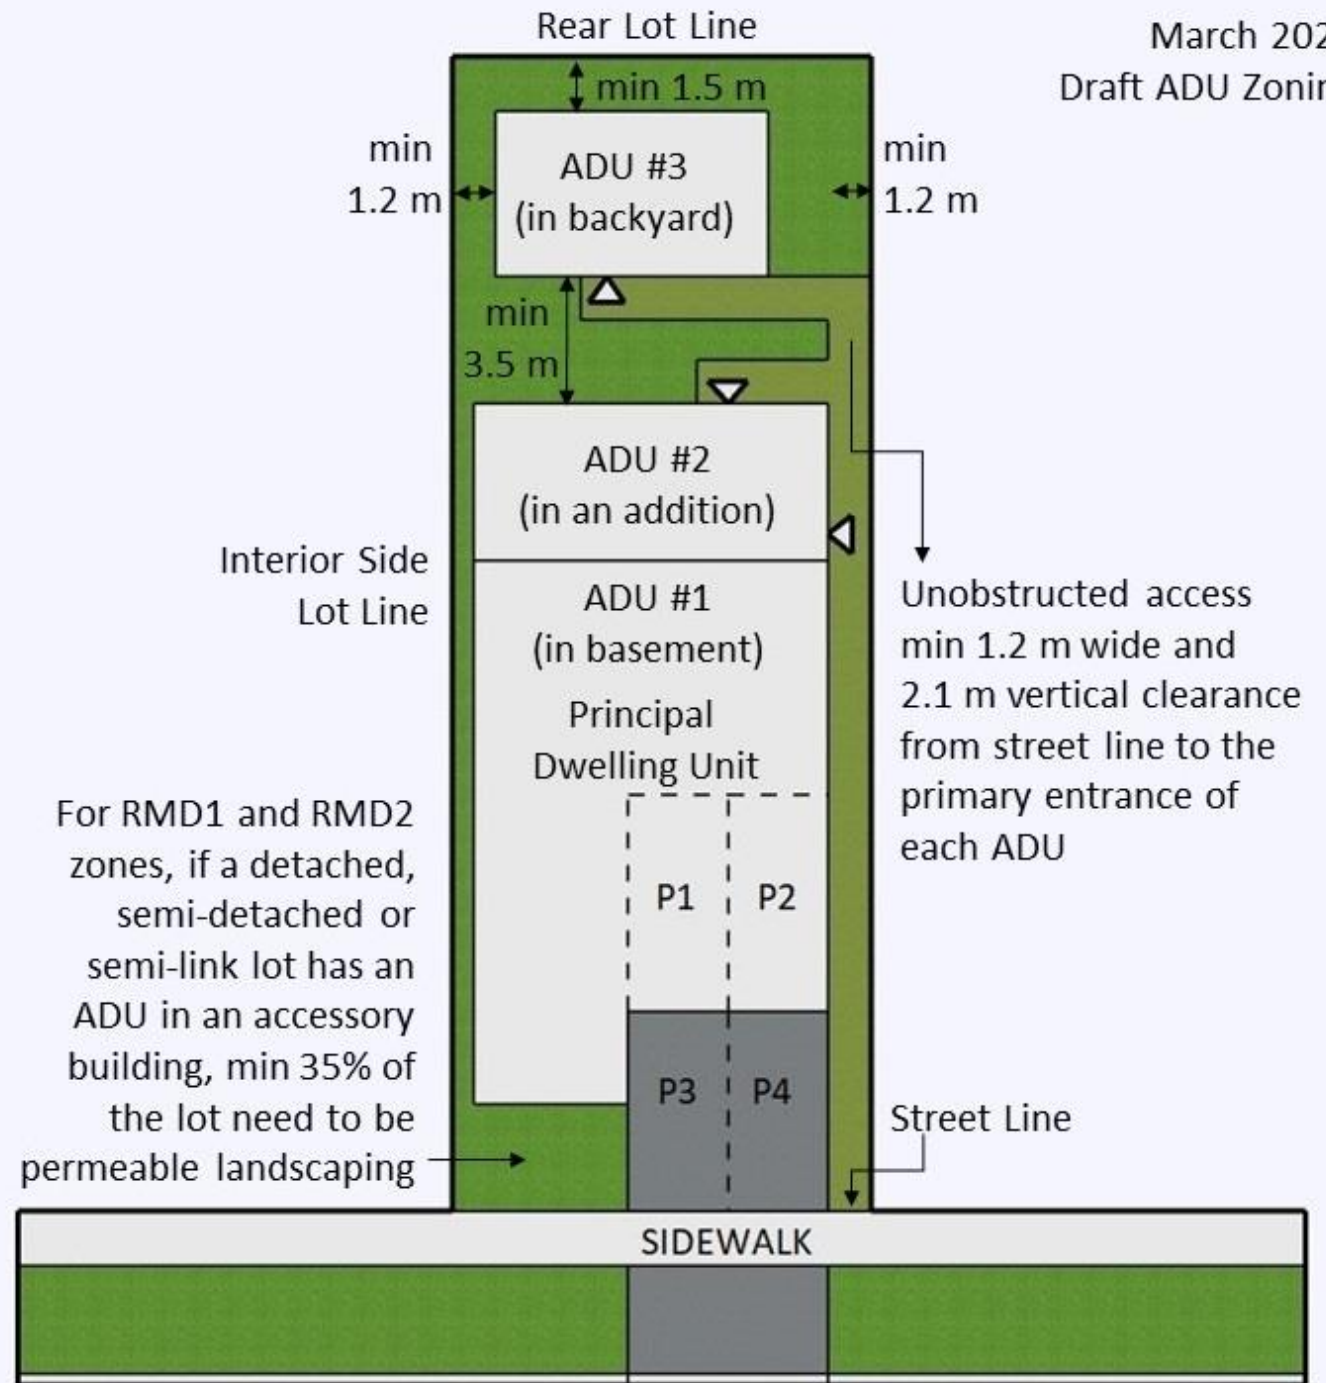 Rear Lot Line
March 202
Draft ADU Zonin
min 1.5 m
min
1.2 m
ADU #3
(in backyard)
min
1.2 m
min
3.5 m
ADU #2
(in an addition)
Interior Side
Lot Line
ADU #1
(in basement)
Principal
Dwelling Unit
Unobstructed access
min 1.2 m wide and
2.1 m vertical clearance
from street line to the
primary entrance of
each ADU
For RMD1 and RMD2
zones, if a detached,
semi-detached or
semi-link lot has an
ADU in an accessory
building, min 35% of
the lot need to be
permeable landscaping
P1 P2
P3 P4
Street Line
SIDEWALK